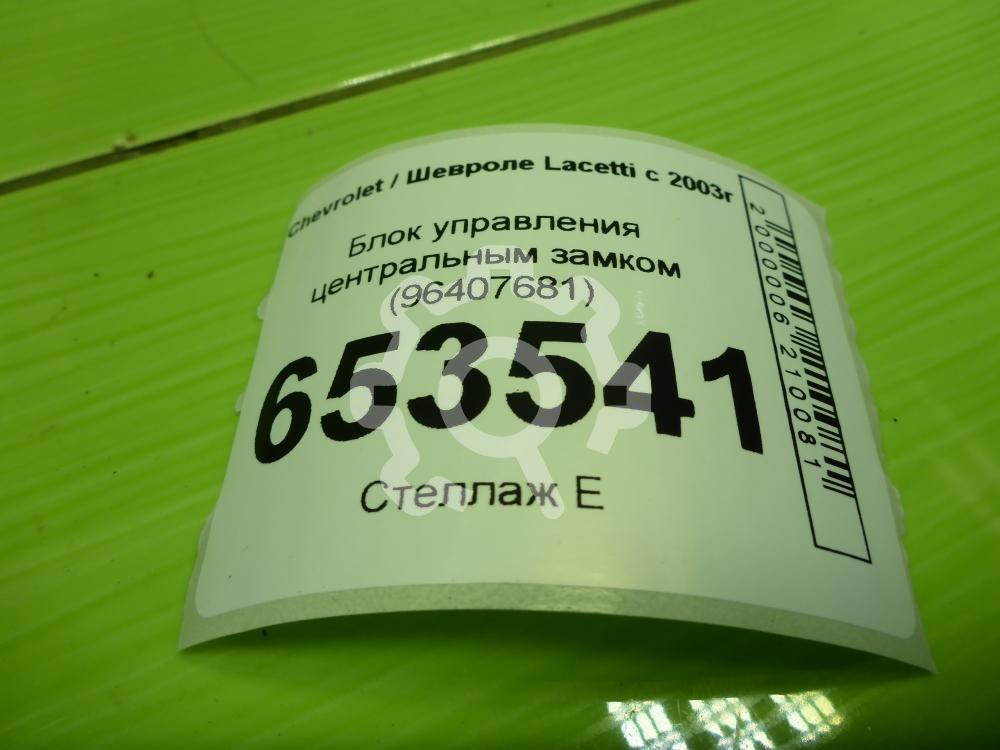 Chevrolet / Шевроле Lacetti с 2003г
Блок управления
центральным замком
(96407681)
653541
Стеллаж Е
2000006210081